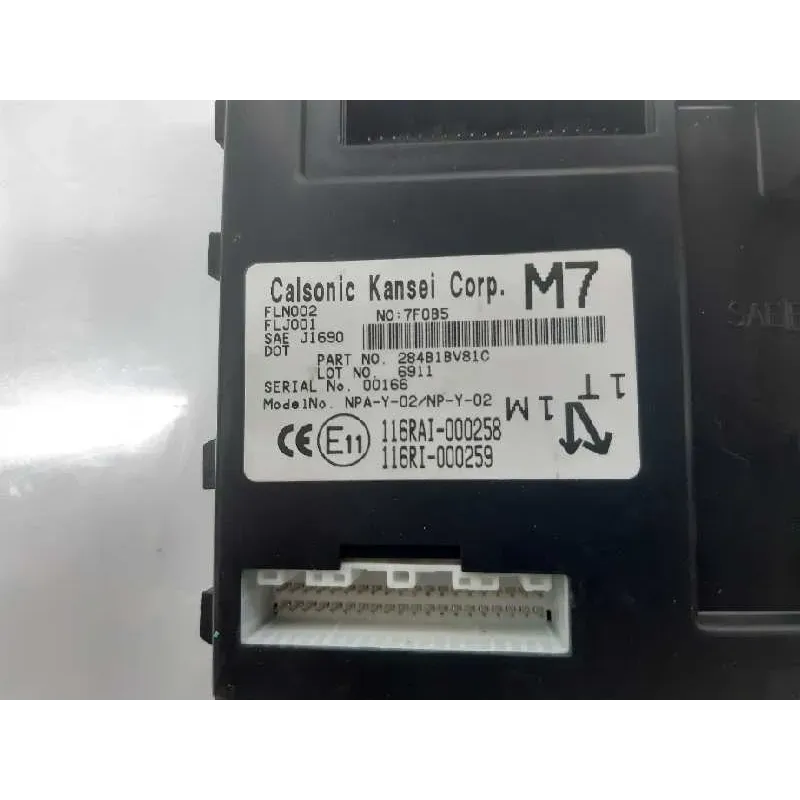 Calsonic Kansei Corp. M7
FLN002 NO:7F0B5
FLJ001
SAE J1690
DOT
PART NO. 284B1BV81C
LOT NO. 6911
SERIAL No. 00166
ModelNo. NPA-Y-02/NP-Y-02
1M
1T
CE E11 116RAI-000258
116RI-000259